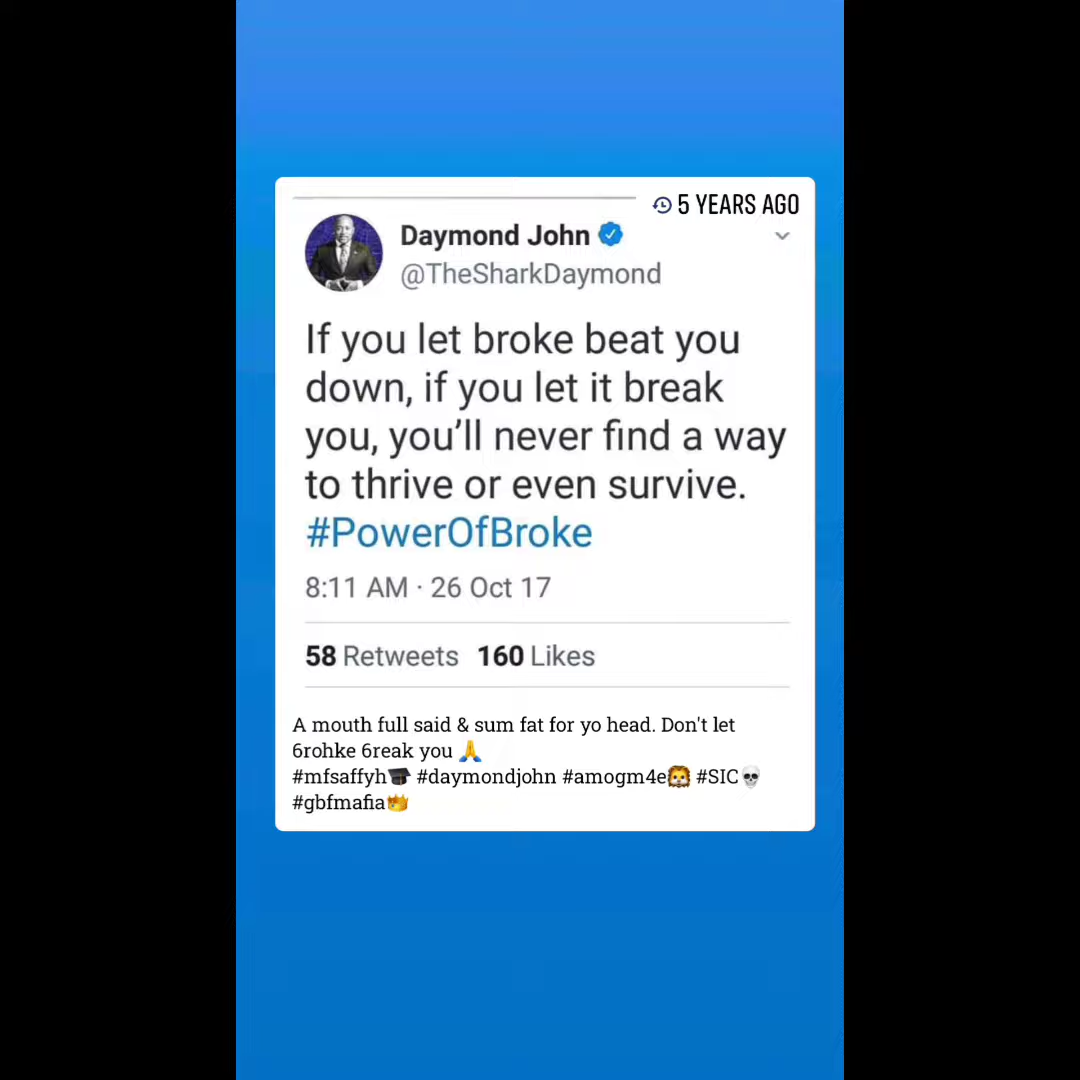 5 YEARS AGO
Daymond John
@TheSharkDaymond
If you let broke beat you
down, if you let it break
you, you’ll never find a way
to thrive or even survive.
#PowerOfBroke
8:11 AM · 26 Oct 17
58 Retweets 160 Likes
A mouth full said & sum fat for yo head. Don't let
6rohke 6reak you 🙏
#mfsaffyh🎓 #daymondjohn #amogm4e🦁 #SIC💀
#gbfmafia👑